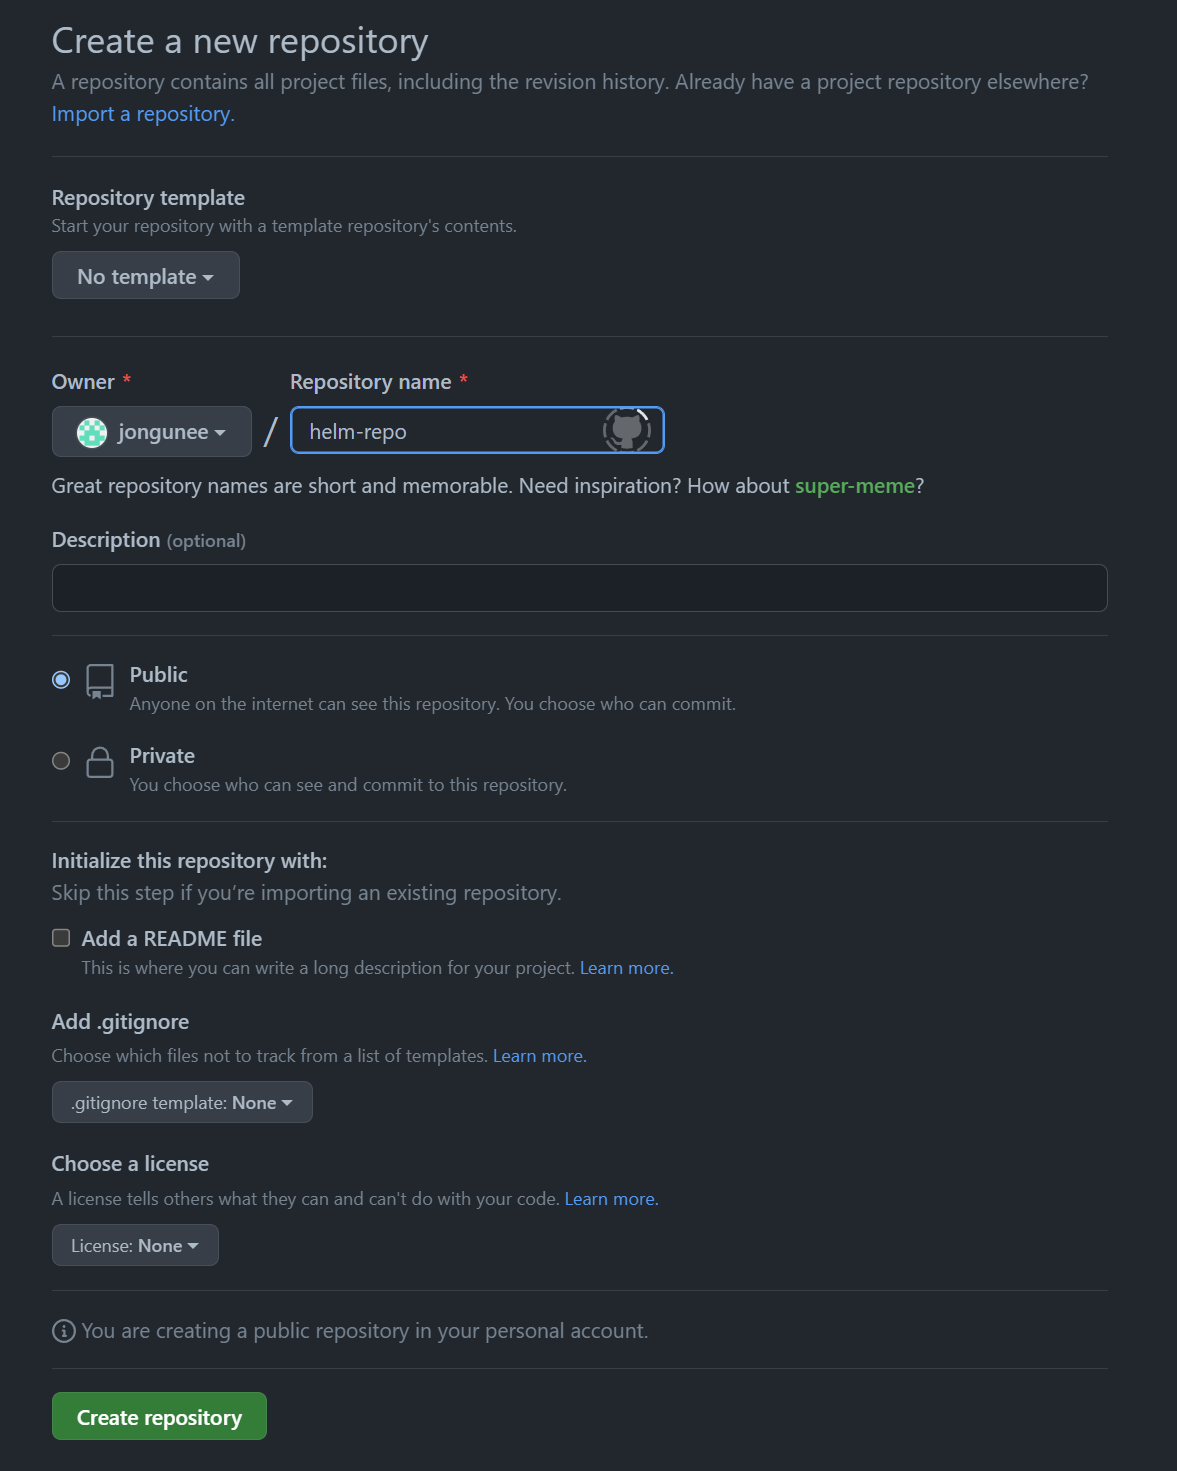 Create a new repository
A repository contains all project files, including the revision history. Already have a project repository elsewhere?
Import a repository.
Repository template
Start your repository with a template repository's contents.
No template
Owner *
Repository name *
jongunee / helm-repo
Great repository names are short and memorable. Need inspiration? How about super-meme?
Description (optional)
Public
Anyone on the internet can see this repository. You choose who can commit.
Private
You choose who can see and commit to this repository.
Initialize this repository with:
Skip this step if you’re importing an existing repository.
Add a README file
This is where you can write a long description for your project. Learn more.
Add .gitignore
Choose which files not to track from a list of templates. Learn more.
.gitignore template: None
Choose a license
A license tells others what they can and can't do with your code. Learn more.
License: None
You are creating a public repository in your personal account.
Create repository